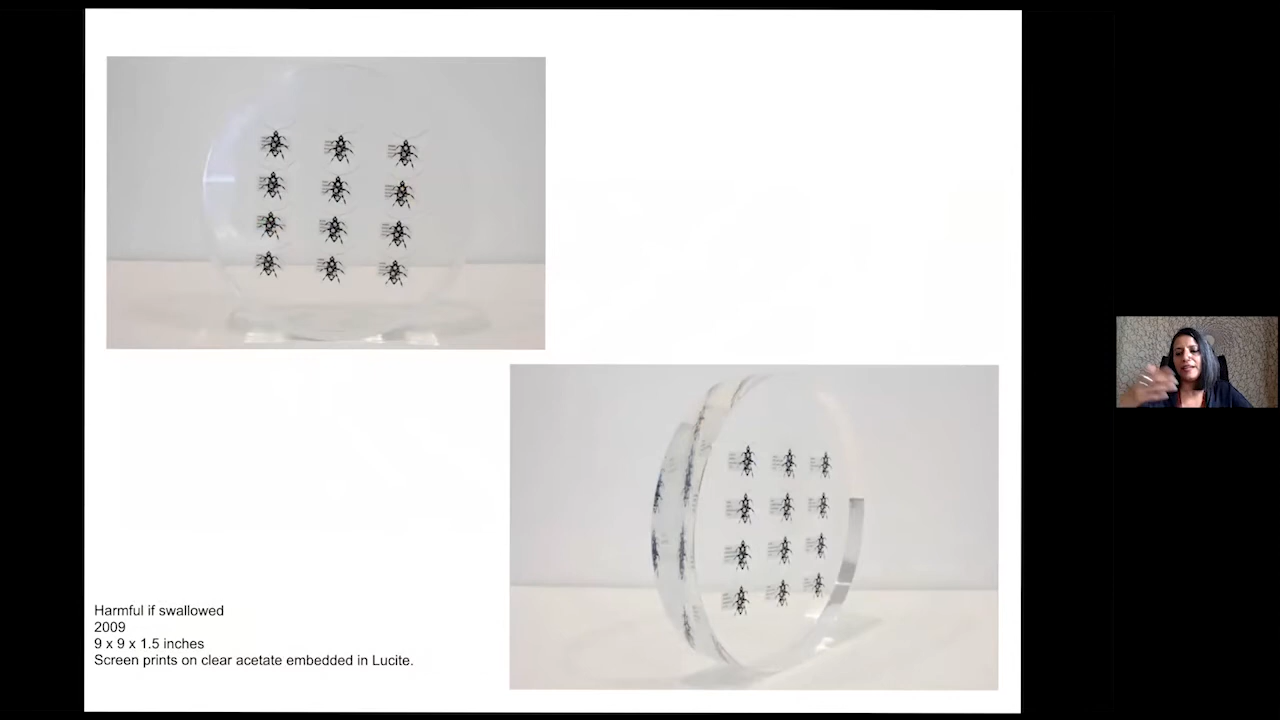 Harmful if swallowed
2009
9 x 9 x 1.5 inches
Screen prints on clear acetate embedded in Lucite.